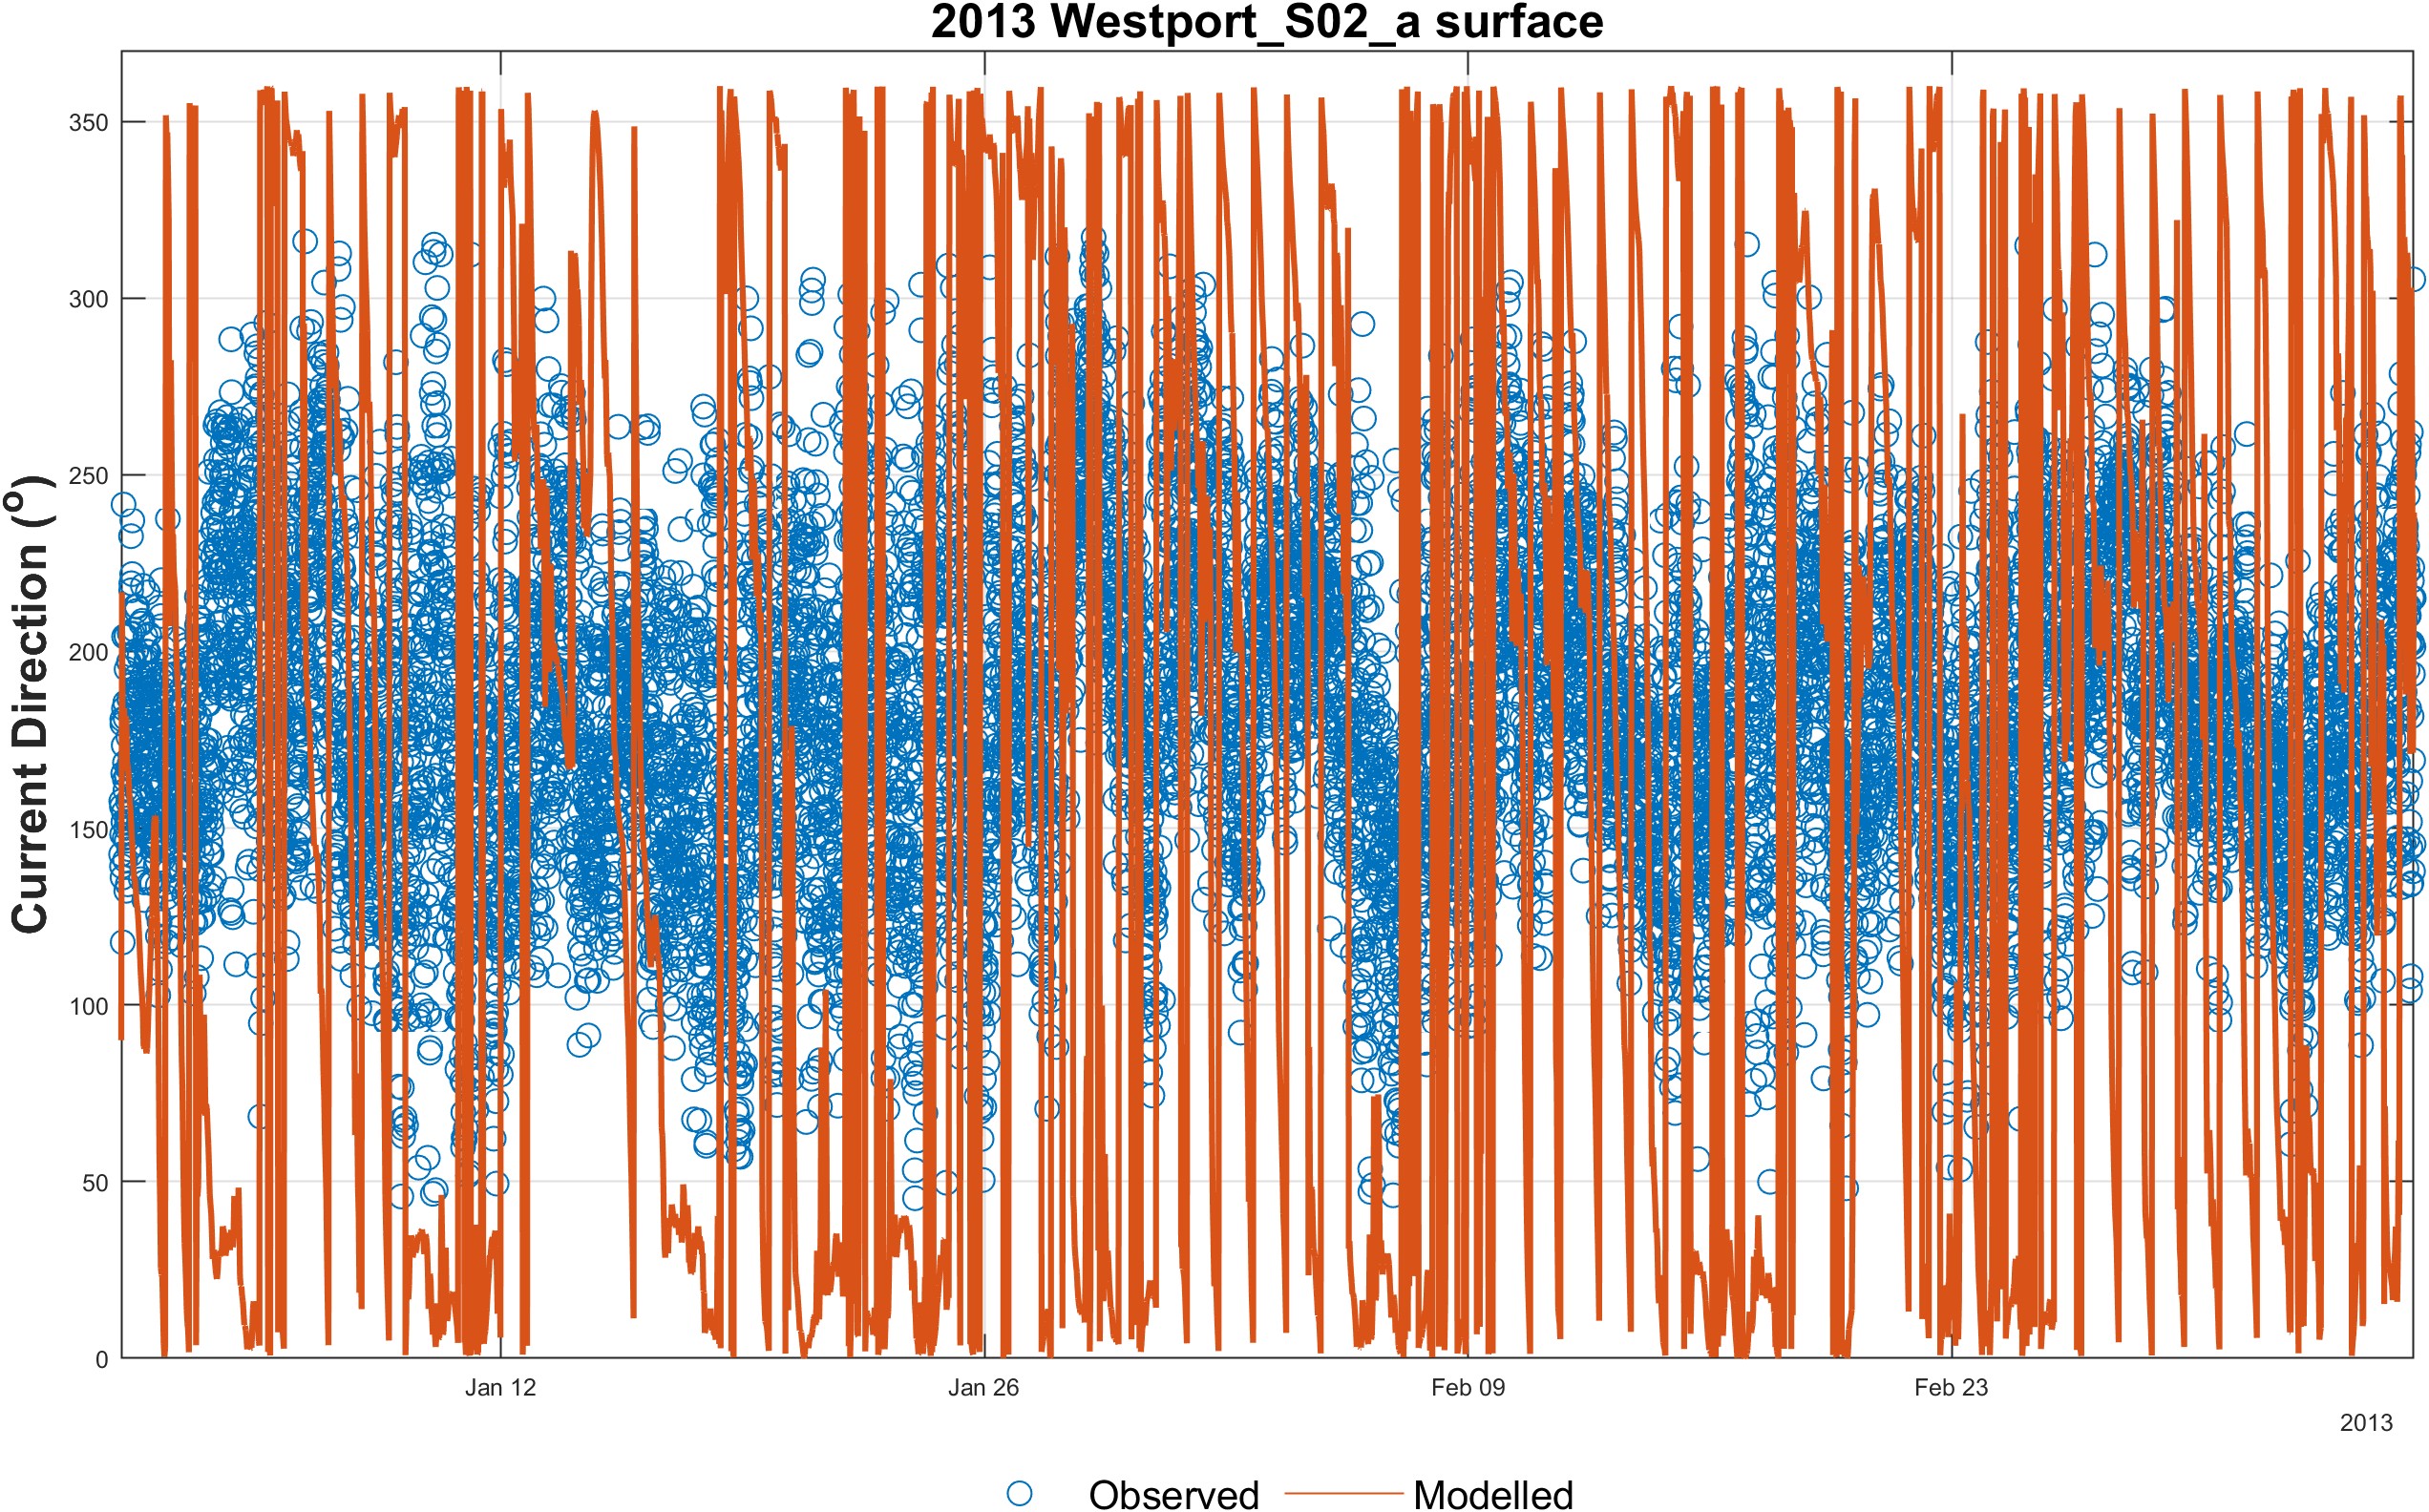 2013 Westport_S02_a surface
Current Direction (o)
350
300
250
200
150
100
50
0
Jan 12 Jan 26 Feb 09 Feb 23
2013
Observed Modelled